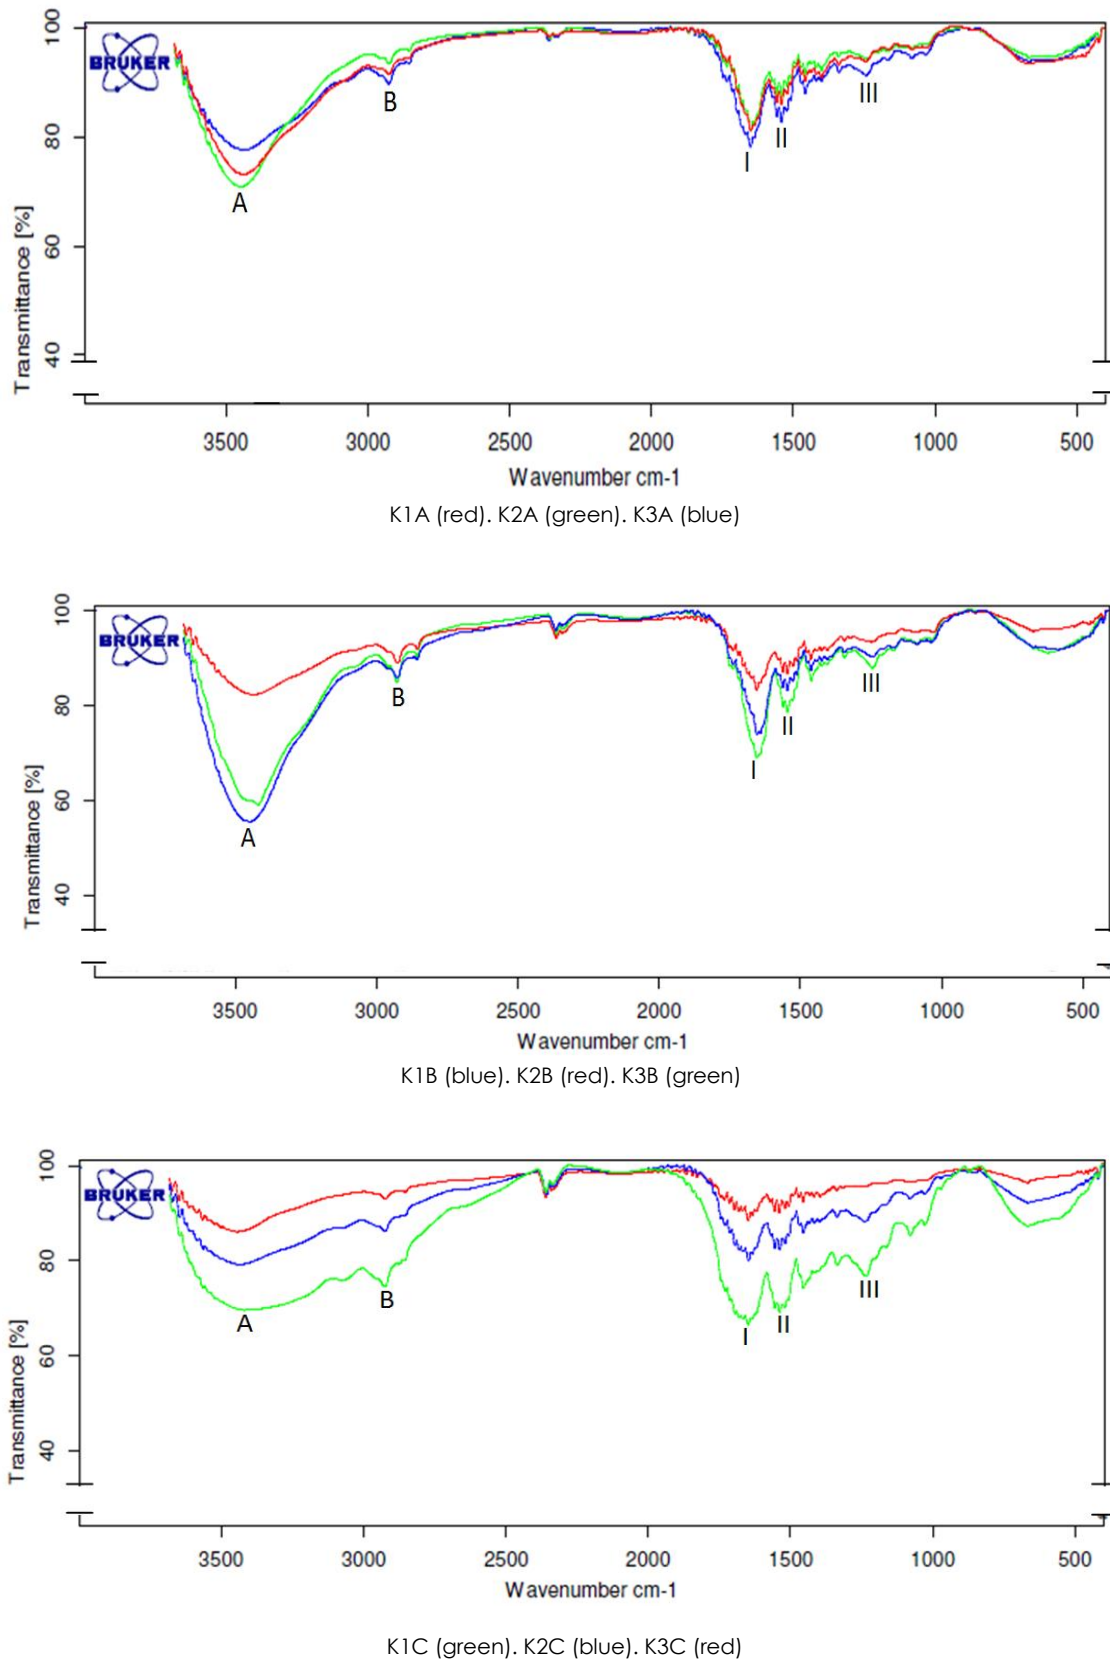 100
BRUKER
B
III
80
II
I
A
60
Transmittance [%]
40
3500 3000 2500 2000 1500 1000 500
Wavenumber cm-1
K1A (red). K2A (green). K3A (blue)
100
BRUKER
B
III
80
II
I
60
A
Transmittance [%]
40
3500 3000 2500 2000 1500 1000 500
Wavenumber cm-1
K1B (blue). K2B (red). K3B (green)
100
BRUKER
80
B
III
A
II
I
60
Transmittance [%]
40
3500 3000 2500 2000 1500 1000 500
Wavenumber cm-1
K1C (green). K2C (blue). K3C (red)